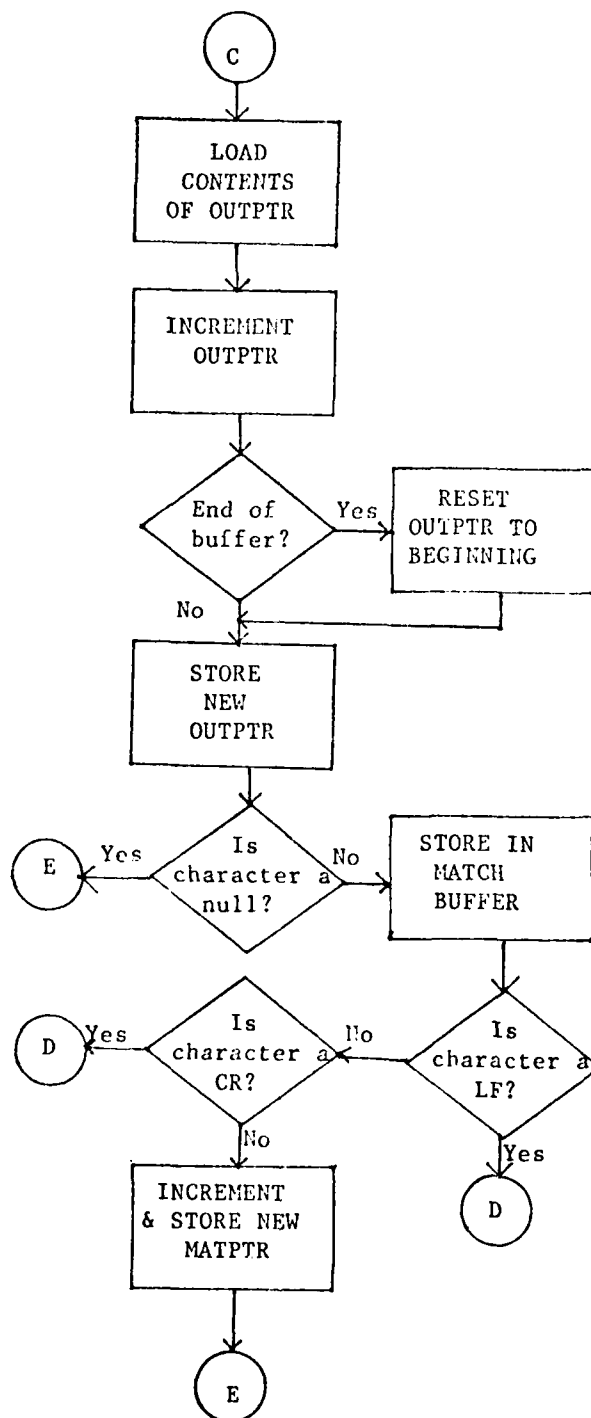 C
LOAD
CONTENTS
OF OUTPTR
INCREMENT
OUTPTR
End of
buffer?
Yes
RESET
OUTPTR TO
BEGINNING
No
STORE
NEW
OUTPTR
Is
character a
null?
Yes
E
No
STORE IN
MATCH
BUFFER
Is
character a
LF?
Yes
D
No
Is
character a
CR?
Yes
D
No
INCREMENT
& STORE NEW
MATPTR
E